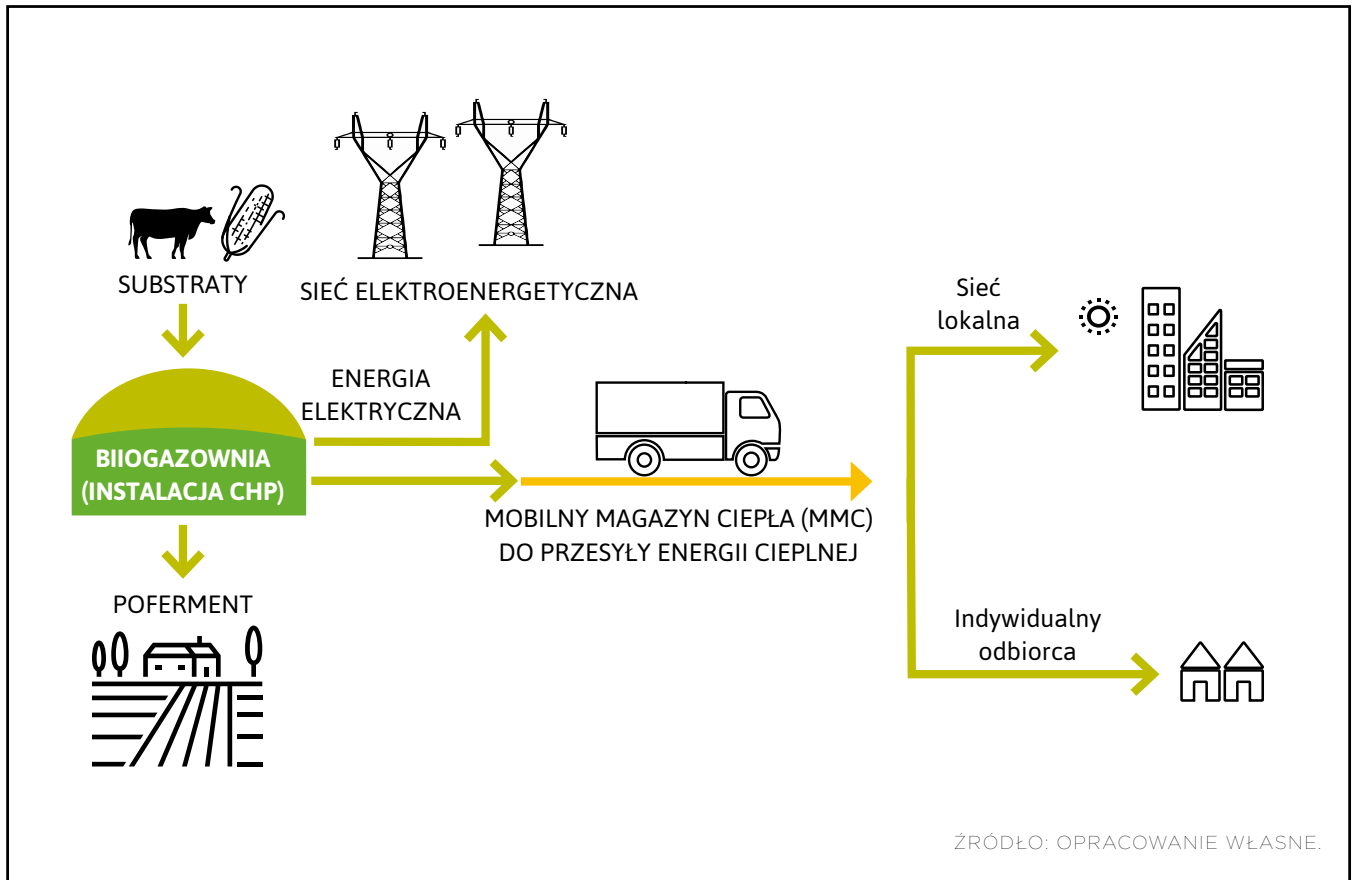 SUBSTRATY
SIEĆ ELEKTROENERGETYCZNA
ENERGIA
ELEKTRYCZNA
BIIOGAZOWNIA
(INSTALACJA CHP)
POFERMENT
MOBILNY MAGAZYN CIEPŁA (MMC)
DO PRZESYŁY ENERGII CIEPLNEJ
Sieć
lokalna
Indywidualny
odbiorca
ŹRÓDŁO: OPRACOWANIE WŁASNE.